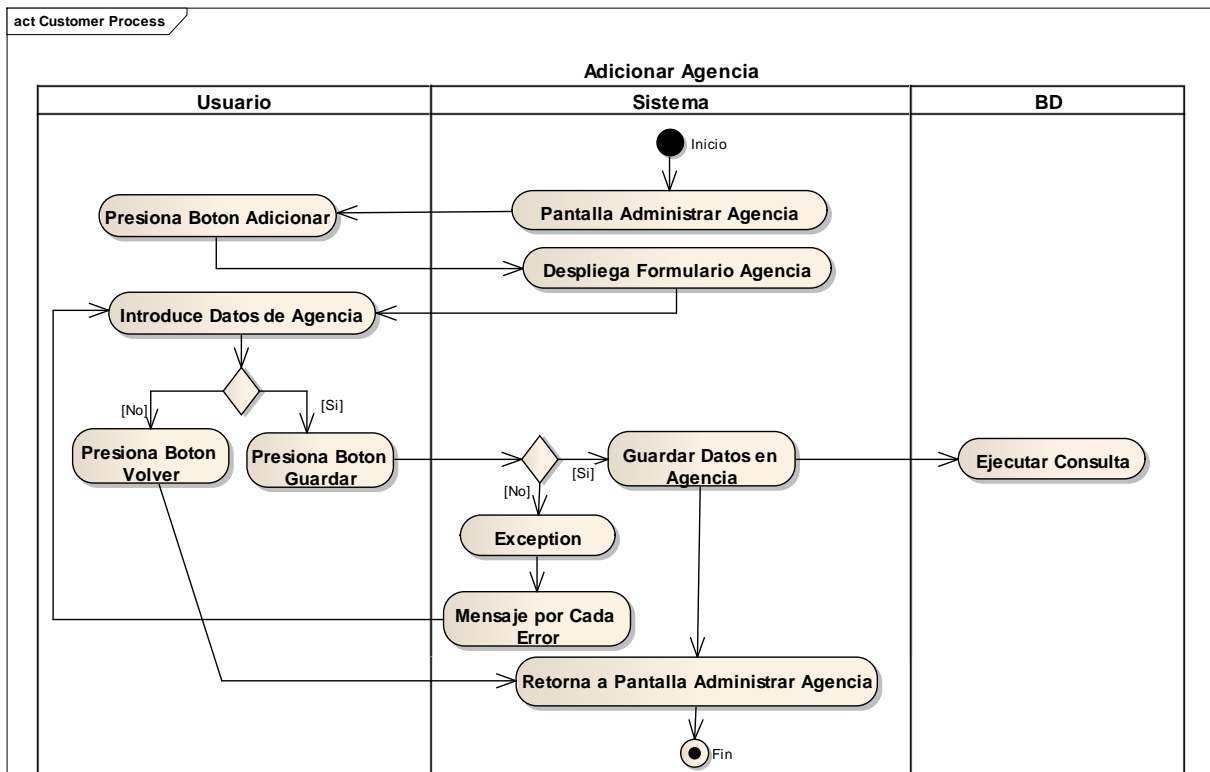 act Customer Process
Adicionar Agencia
Usuario
Sistema
BD
Inicio
Presiona Boton Adicionar
Pantalla Administrar Agencia
Despliega Formulario Agencia
Introduce Datos de Agencia
[No]
[Si]
Presiona Boton
Volver
Presiona Boton
Guardar
[Si]
[No]
Guardar Datos en
Agencia
Ejecutar Consulta
Exception
Mensaje por Cada
Error
Retorna a Pantalla Administrar Agencia
Fin